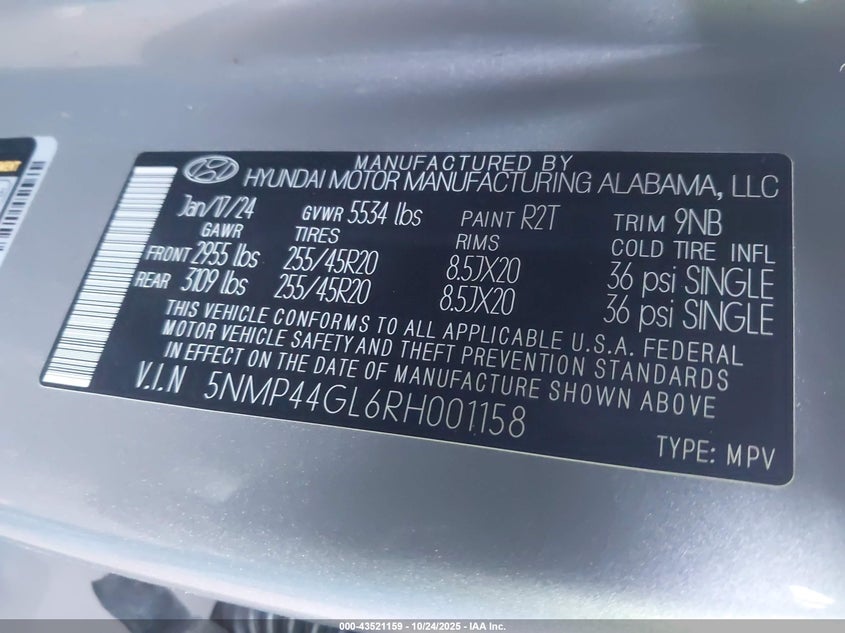 MANUFACTURED BY
HYUNDAI MOTOR MANUFACTURING ALABAMA, LLC
Jan/17/24 GVWR 5534 lbs PAINT R2T TRIM 9NB
GAWR TIRES RIMS COLD TIRE INFL
FRONT 2955 lbs 255/45R20 8.5JX20 36 psi SINGLE
REAR 3109 lbs 255/45R20 8.5JX20 36 psi SINGLE
THIS VEHICLE CONFORMS TO ALL APPLICABLE U.S.A. FEDERAL
MOTOR VEHICLE SAFETY AND THEFT PREVENTION STANDARDS
IN EFFECT ON THE DATE OF MANUFACTURE SHOWN ABOVE
V.I.N 5NMP44GL6RH001158
TYPE: MPV
000-43521159 | 10/24/2025 | IAA Inc.